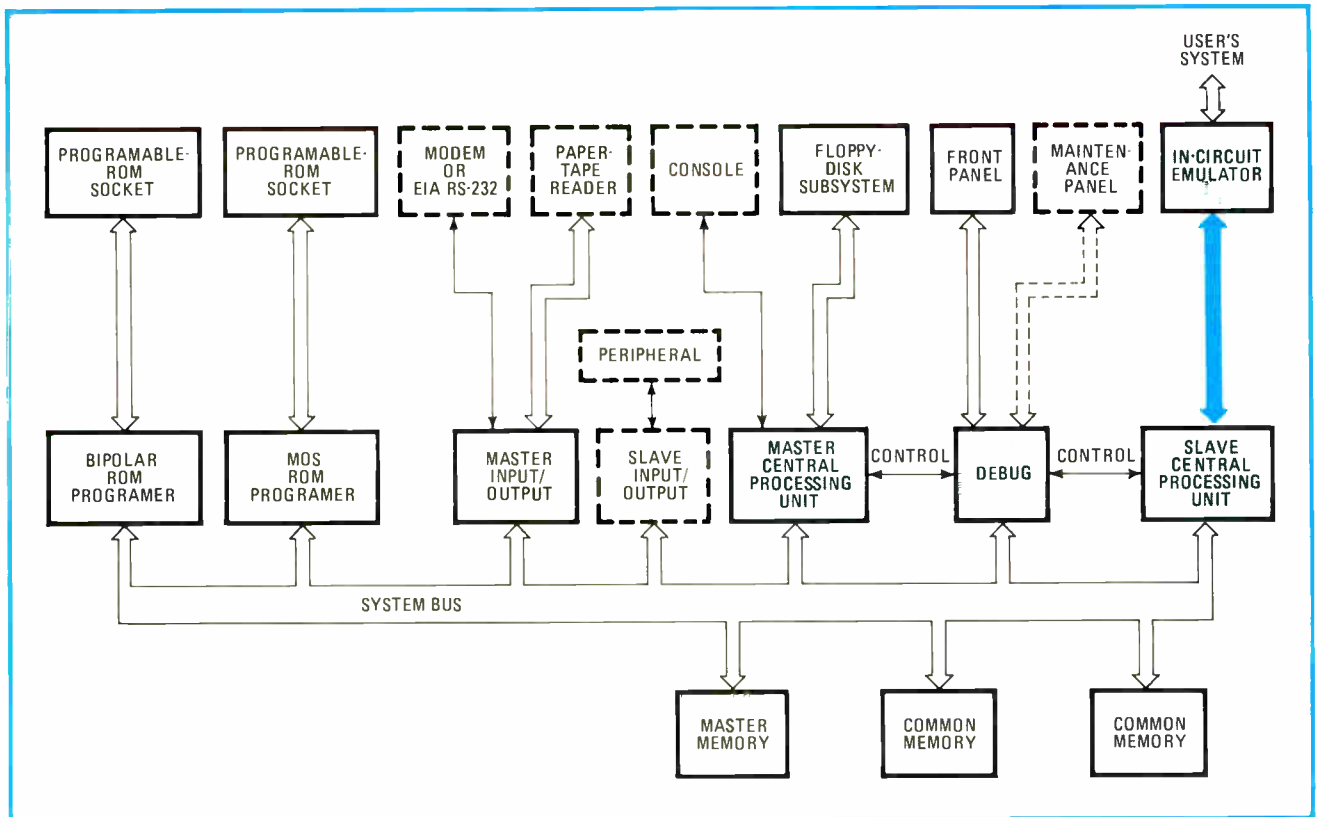 USER'S
SYSTEM
PROGRAMABLE-
ROM
SOCKET
PROGRAMABLE-
ROM
SOCKET
MODEM
OR
EIA RS-232
PAPER-
TAPE
READER
CONSOLE
FLOPPY-
DISK
SUBSYSTEM
FRONT
PANEL
MAINTEN-
ANCE
PANEL
IN-CIRCUIT
EMULATOR
PERIPHERAL
BIPOLAR
ROM
PROGRAMER
MOS
ROM
PROGRAMER
MASTER
INPUT/
OUTPUT
SLAVE
INPUT/
OUTPUT
MASTER
CENTRAL
PROCESSING
UNIT
CONTROL
DEBUG
CONTROL
SLAVE
CENTRAL
PROCESSING
UNIT
SYSTEM BUS
MASTER
MEMORY
COMMON
MEMORY
COMMON
MEMORY